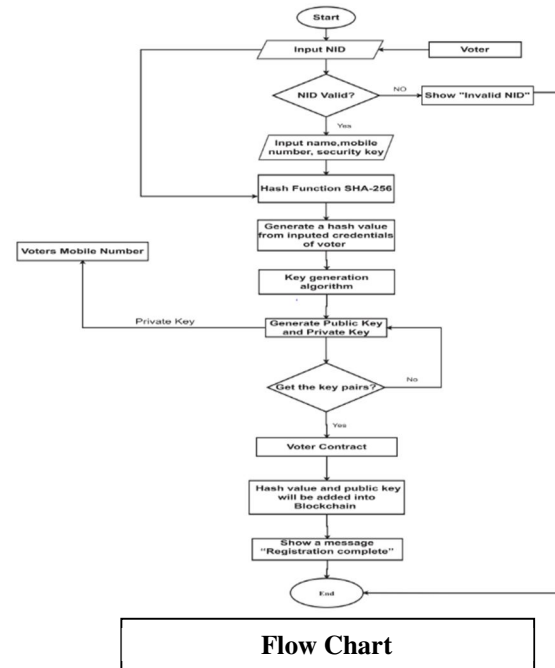 Start
Input NID
Voter
NID Valid?
NO
Show "Invalid NID"
Yes
Input name,mobile
number, security key
Hash Function SHA-256
Generate a hash value
from inputed credentials
of voter
Voters Mobile Number
Key generation
algorithm
Private Key
Generate Public Key
and Private Key
Get the key pairs?
No
Yes
Voter Contract
Hash value and public key
will be added into
Blockchain
Show a message
"Registration complete"
End
Flow Chart